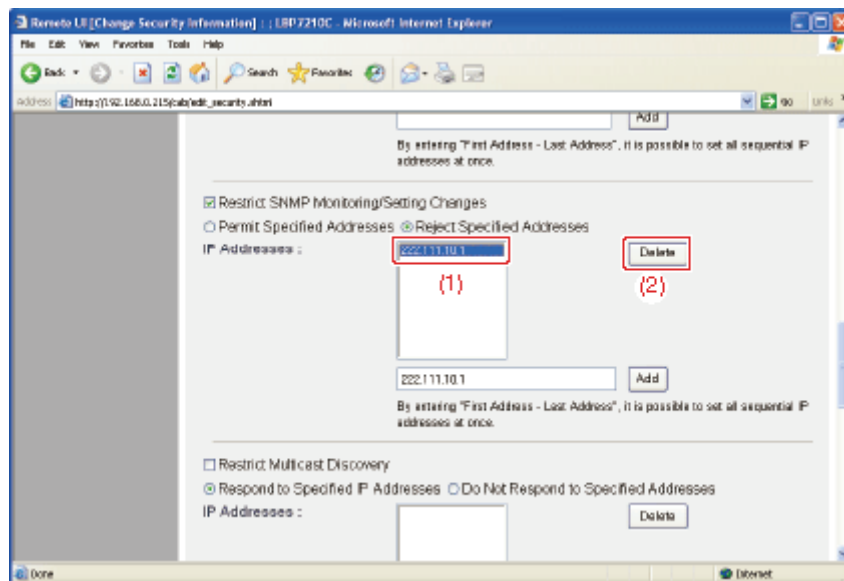 Remote UI [Change Security Information] : : LBP7210C - Microsoft Internet Explorer
File Edit View Favorites Tools Help
Back Search Favorites
Address http://192.168.0.215/cab/edit_security.shtml Go Links
Add
By entering "First Address - Last Address", it is possible to set all sequential IP
addresses at once.
Restrict SNMP Monitoring/Setting Changes
Permit Specified Addresses Reject Specified Addresses
IP Addresses : 222.111.10.1 Delete
(1) (2)
222.111.10.1 Add
By entering "First Address - Last Address", it is possible to set all sequential IP
addresses at once.
Restrict Multicast Discovery
Respond to Specified IP Addresses Do Not Respond to Specified Addresses
IP Addresses : Delete
Done Internet